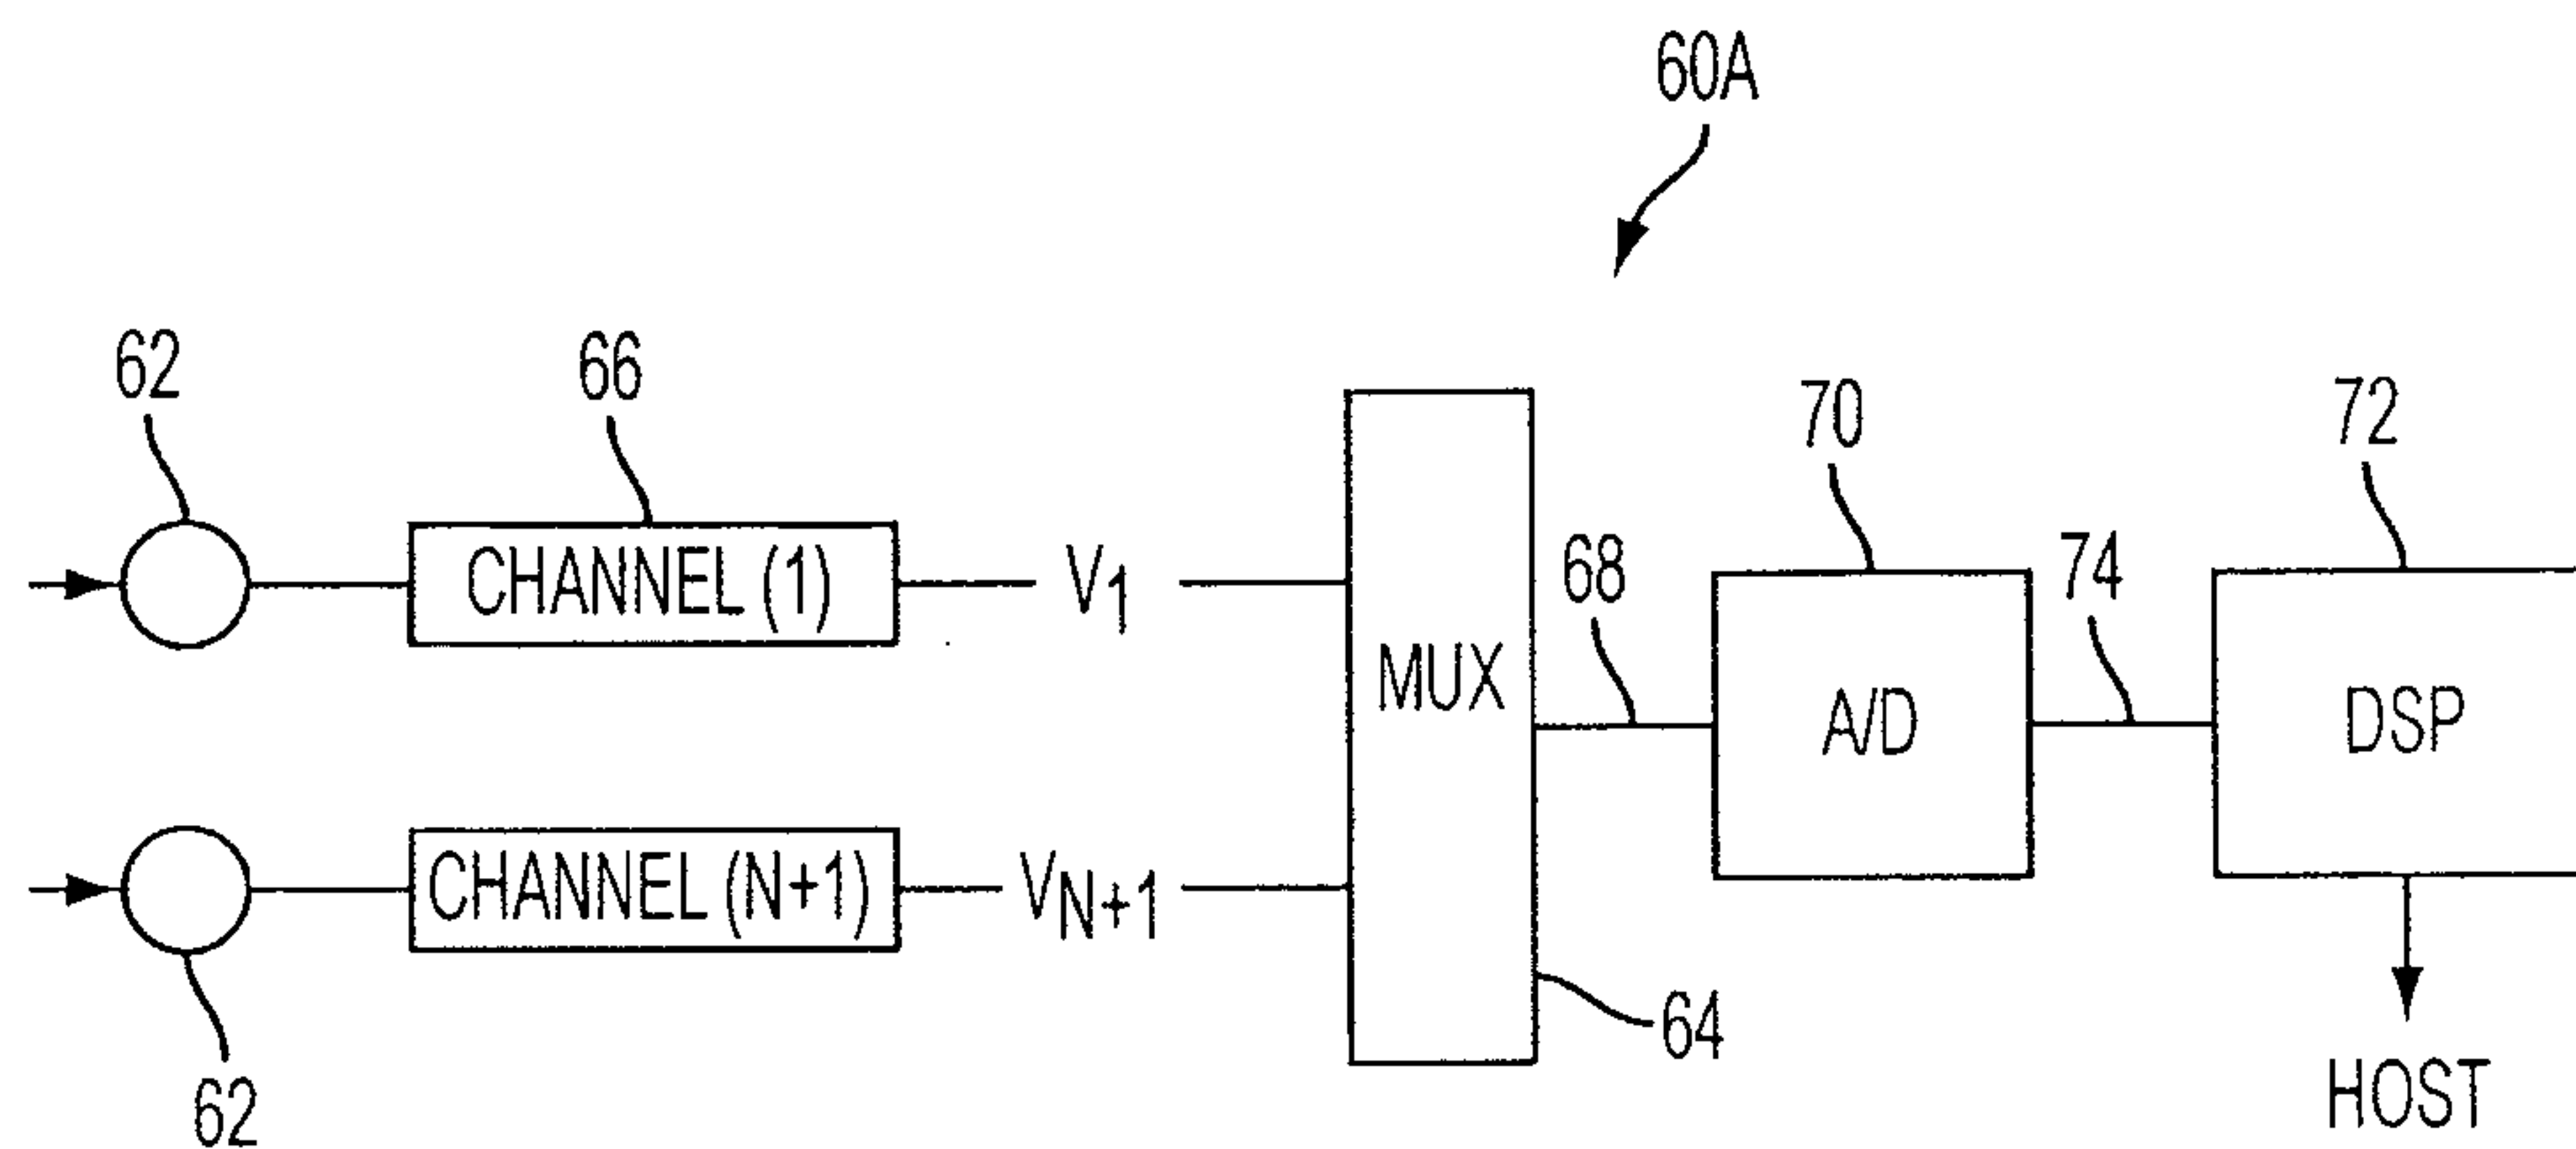 60A
62
66
70
72
68
74
CHANNEL (1)
V1
MUX
A/D
DSP
CHANNEL (N+1)
VN+1
64
62
HOST